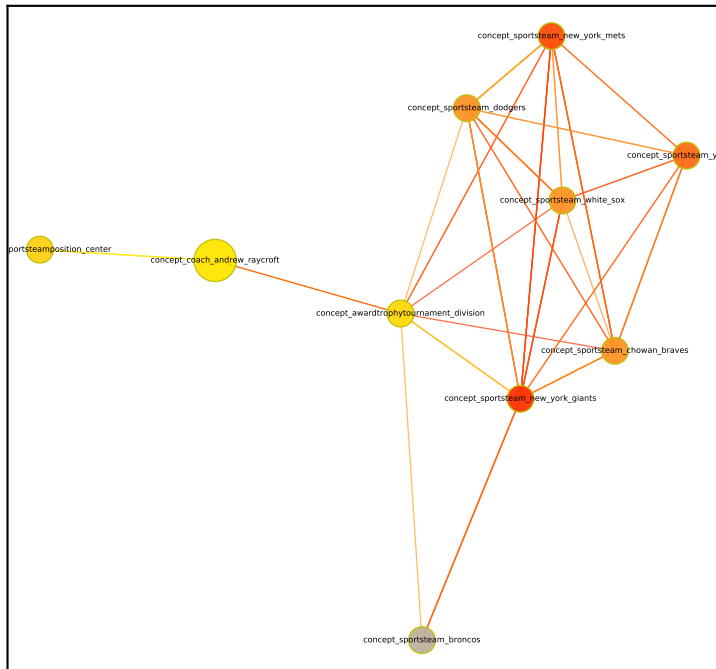 concept_sportsteam_new_york_mets
concept_sportsteam_dodgers
concept_sportsteam_y
concept_sportsteam_white_sox
portsteamposition_center
concept_coach_andrew_raycroft
concept_awardtrophytournament_division
concept_sportsteam_chowan_braves
concept_sportsteam_new_york_giants
concept_sportsteam_broncos